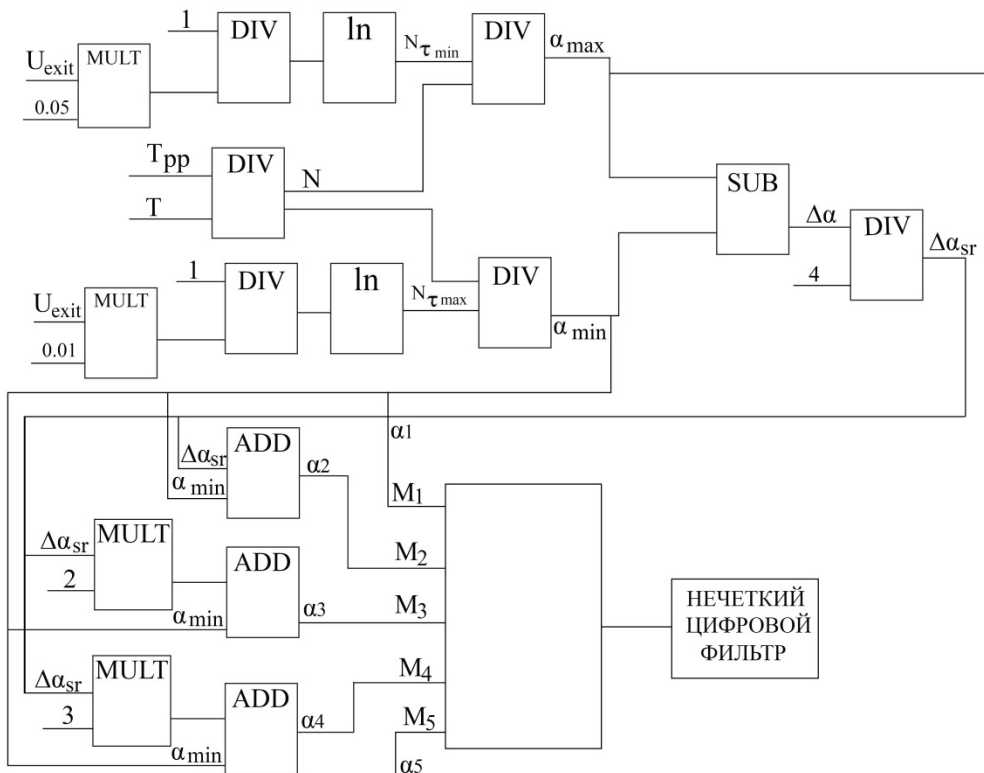 1
DIV
ln
DIV
α max
U exit
MULT
N τ min
0.05
T pp
DIV
N
T
SUB
Δα
DIV
Δα sr
4
1
DIV
ln
DIV
U exit
MULT
N τ max
α min
0.01
α1
ADD
Δα sr
α2
α min
M1
MULT
Δα sr
2
ADD
M2
α min
α3
M3
НЕЧЕТКИЙ
ЦИФРОВОЙ
ФИЛЬТР
MULT
Δα sr
3
ADD
M4
α4
M5
α min
α5